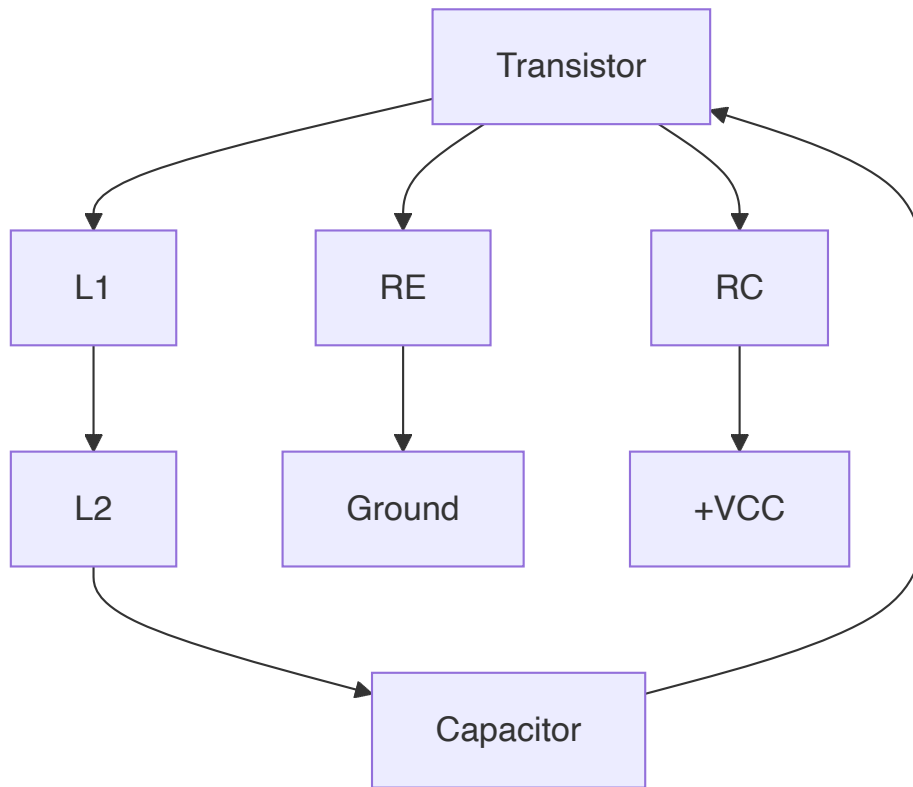 Transistor
L1
RE
RC
L2
Ground
+VCC
Capacitor